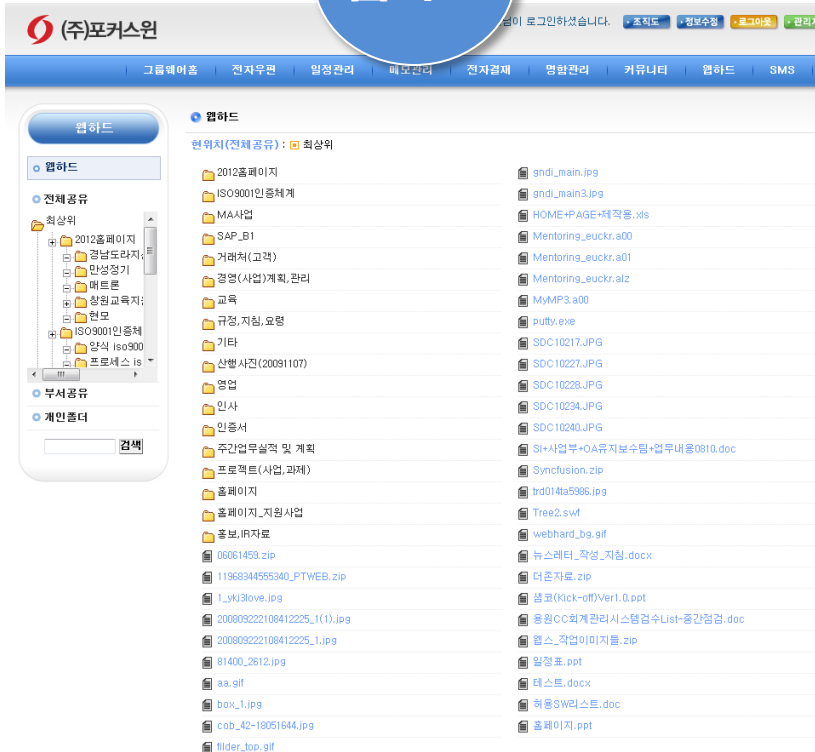 (주)포커스윈
이 로그인하셨습니다.
조직도
정보수정
로그아웃
관리
그룹웨어홈 전자우편 일정관리 메모관리 전자결재 명함관리 커뮤니티 웹하드 SMS
웹하드
웹하드
전체공유
최상위
2012홈페이지
경남도라지
만성정기
매트론
창원교육지
현모
ISO9001인증체
양식 iso900
프로세스 is
부서공유
개인폴더
검색
웹하드
현위치(전체공유) : 최상위
2012홈페이지
ISO9001인증체계
MA사업
SAP_B1
거래처(고객)
경영(사업)계획,관리
교육
규정,지침,요령
기타
산행사진(20091107)
영업
인사
인증서
주간업무실적 및 계획
프로젝트(사업,과제)
홈페이지
홈페이지_지원사업
홍보,IR자료
06061459.zip
11968344555340_PTWEB.zip
1_ykj3love.jpg
200809222108412225_1(1).jpg
200809222108412225_1.jpg
81400_2612.jpg
aa.gif
box_1.jpg
cob_42-18051644.jpg
filder_top.gif
gndi_main.jpg
gndi_main3.jpg
HOME+PAGE+제작용.xls
Mentoring_euckr.a00
Mentoring_euckr.a01
Mentoring_euckr.alz
MyMP3.a00
putty.exe
SDC10217.JPG
SDC10227.JPG
SDC10228.JPG
SDC10234.JPG
SDC10240.JPG
SI+사업부+OA유지보수팀+업무내용0810.doc
Syncfusion.zip
trd014ta5986.jpg
Tree2.swf
webhard_bg.gif
뉴스레터_작성_지침.docx
더존자료.zip
샘코(Kick-off)Ver1.0.ppt
용원CC회계관리시스템검수List-중간점검.doc
웹스_작업이미지들.zip
일정표.ppt
테스트.docx
허용SW리스트.doc
홈페이지.ppt